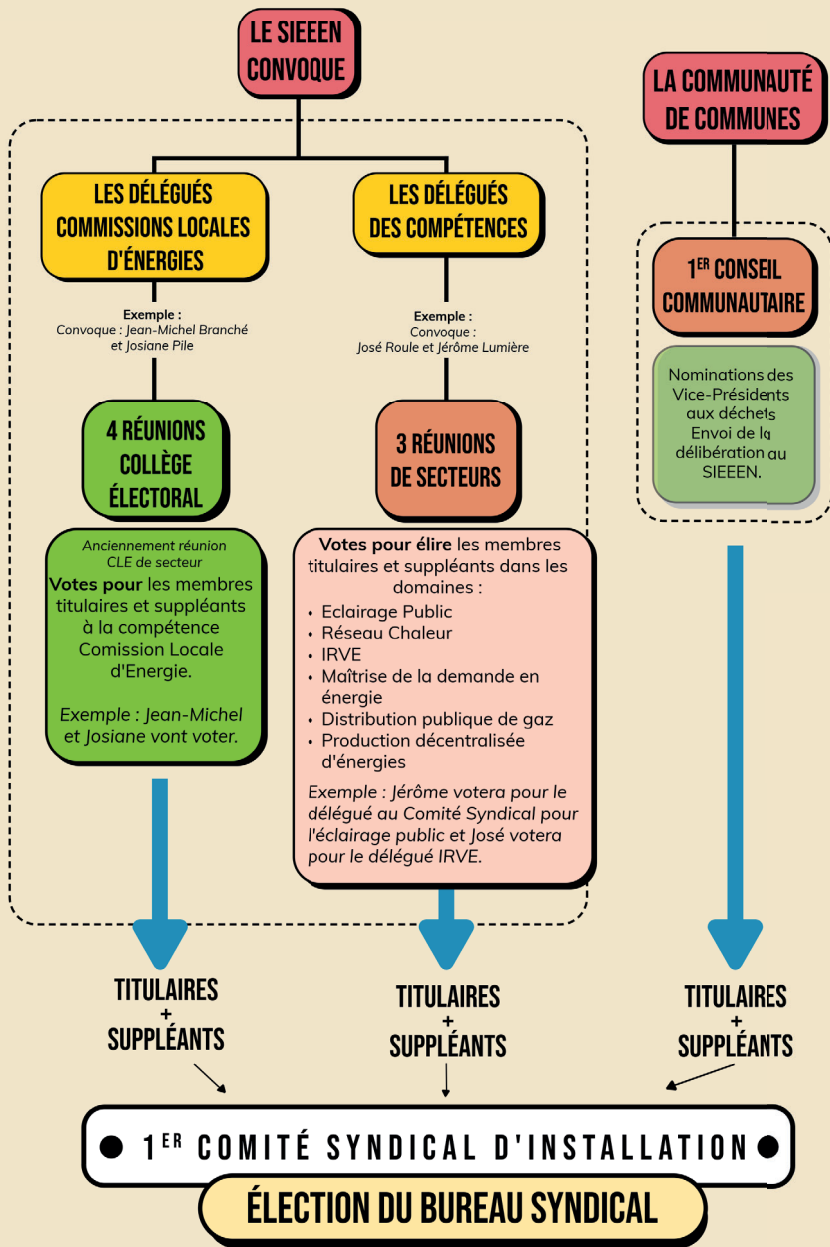 LE SIEEEN
CONVOQUE
LES DÉLÉGUÉS
COMMISSIONS LOCALES
D'ÉNERGIES
Exemple :
Convoque : Jean-Michel Branché
et Josiane Pile
4 RÉUNIONS
COLLÈGE
ÉLECTORAL
Anciennement réunion
CLE de secteur
Votes pour les membres
titulaires et suppléants
à la compétence
Comission Locale
d'Energie.
Exemple : Jean-Michel
et Josiane vont voter.
TITULAIRES
+
SUPPLÉANTS
LES DÉLÉGUÉS
DES COMPÉTENCES
Exemple :
Convoque :
José Roule et Jérôme Lumière
3 RÉUNIONS
DE SECTEURS
Votes pour élire les membres
titulaires et suppléants dans les
domaines :
• Eclairage Public
• Réseau Chaleur
• IRVE
• Maîtrise de la demande en
énergie
• Distribution publique de gaz
• Production décentralisée
d'énergies
Exemple : Jérôme votera pour le
délégué au Comité Syndical pour
l'éclairage public et José votera
pour le délégué IRVE.
TITULAIRES
+
SUPPLÉANTS
LA COMMUNAUTÉ
DE COMMUNES
1ER CONSEIL
COMMUNAUTAIRE
Nominations des
Vice-Présidents
aux déchets
Envoi de la
délibération au
SIEEEN.
TITULAIRES
+
SUPPLÉANTS
1ER COMITÉ SYNDICAL D'INSTALLATION
ÉLECTION DU BUREAU SYNDICAL